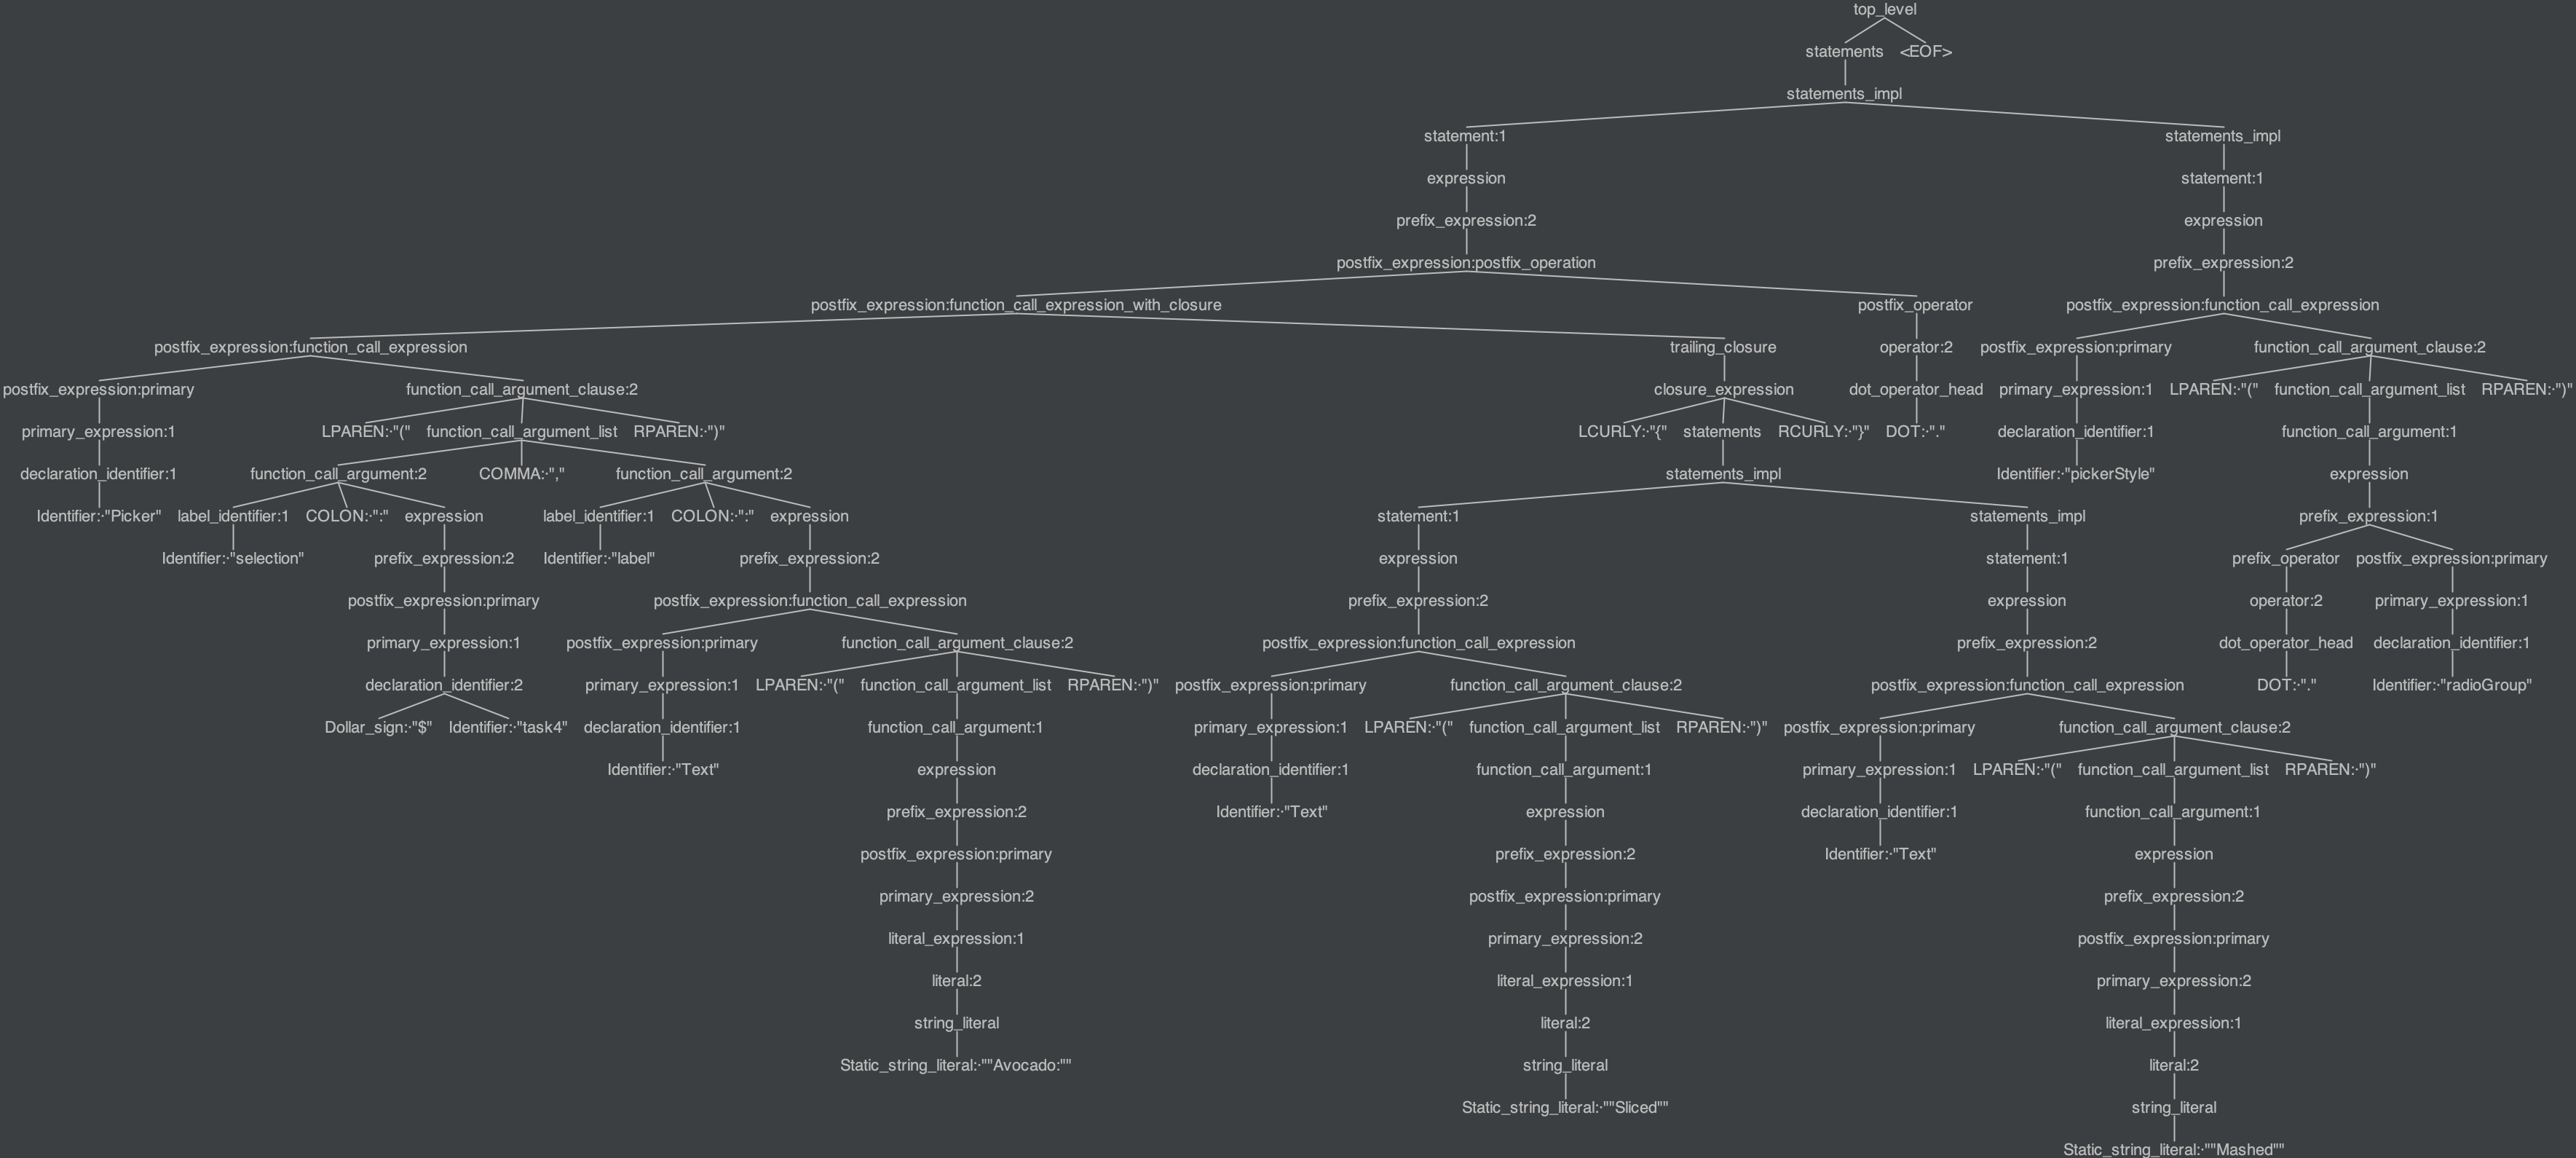 top_level
statements <EOF>
statements_impl
statement:1 statements_impl
expression statement:1
prefix_expression:2 expression
postfix_expression:postfix_operation prefix_expression:2
postfix_expression:function_call_expression_with_closure postfix_operator postfix_expression:function_call_expression
postfix_expression:function_call_expression trailing_closure operator:2 postfix_expression:primary function_call_argument_clause:2
postfix_expression:primary function_call_argument_clause:2 closure_expression dot_operator_head primary_expression:1 LPAREN:·"(" function_call_argument_list RPAREN:·")"
primary_expression:1 LPAREN:·"(" function_call_argument_list RPAREN:·")" LCURLY:·"{" statements RCURLY:·"}" DOT:·"." declaration_identifier:1 function_call_argument:1
declaration_identifier:1 function_call_argument:2 COMMA:·"," function_call_argument:2 statements_impl Identifier:·"pickerStyle" expression
Identifier:·"Picker" label_identifier:1 COLON:·":" expression label_identifier:1 COLON:·":" expression statement:1 statements_impl prefix_expression:1
Identifier:·"selection" prefix_expression:2 Identifier:·"label" prefix_expression:2 expression statement:1 prefix_operator postfix_expression:primary
postfix_expression:primary postfix_expression:function_call_expression prefix_expression:2 expression operator:2 primary_expression:1
primary_expression:1 postfix_expression:primary function_call_argument_clause:2 postfix_expression:function_call_expression prefix_expression:2 dot_operator_head declaration_identifier:1
declaration_identifier:2 primary_expression:1 LPAREN:·"(" function_call_argument_list RPAREN:·")" postfix_expression:primary function_call_argument_clause:2 postfix_expression:function_call_expression DOT:·"." Identifier:·"radioGroup"
Dollar_sign:·"$" Identifier:·"task4" declaration_identifier:1 function_call_argument:1 primary_expression:1 LPAREN:·"(" function_call_argument_list RPAREN:·")" postfix_expression:primary function_call_argument_clause:2
Identifier:·"Text" expression declaration_identifier:1 function_call_argument:1 primary_expression:1 LPAREN:·"(" function_call_argument_list RPAREN:·")"
prefix_expression:2 Identifier:·"Text" expression declaration_identifier:1 function_call_argument:1
postfix_expression:primary prefix_expression:2 Identifier:·"Text" expression
primary_expression:2 postfix_expression:primary prefix_expression:2
literal_expression:1 primary_expression:2 postfix_expression:primary
literal:2 literal_expression:1 primary_expression:2
string_literal literal:2 literal_expression:1
Static_string_literal:·""Avocado:"" string_literal literal:2
Static_string_literal:·""Sliced"" string_literal
Static_string_literal:·""Mashed""